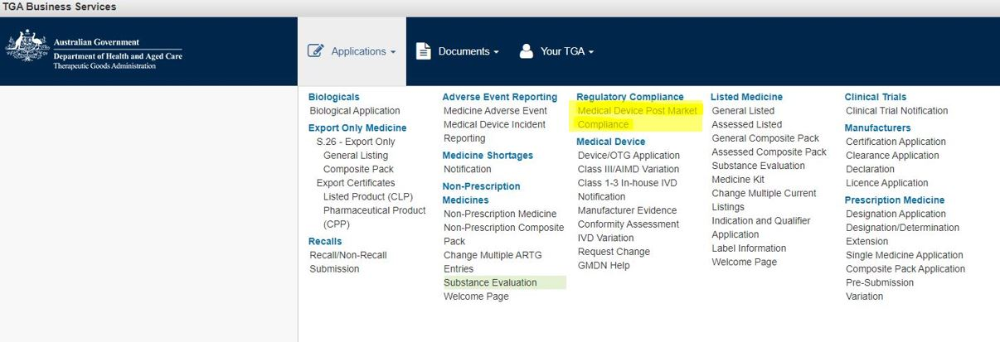 TGA Business Services
Australian Government
Department of Health and Aged Care
Therapeutic Goods Administration
Applications
Documents
Your TGA
Biologicals
Biological Application
Export Only Medicine
S.26 - Export Only
General Listing
Composite Pack
Export Certificates
Listed Product (CLP)
Pharmaceutical Product
(CPP)
Recalls
Recall/Non-Recall
Submission
Adverse Event Reporting
Medicine Adverse Event
Medical Device Incident
Reporting
Medicine Shortages
Notification
Non-Prescription
Medicines
Non-Prescription Medicine
Non-Prescription Composite
Pack
Change Multiple ARTG
Entries
Substance Evaluation
Welcome Page
Regulatory Compliance
Medical Device Post Market
Compliance
Medical Device
Device/OTG Application
Class III/AIMD Variation
Class 1-3 In-house IVD
Notification
Manufacturer Evidence
Conformity Assessment
IVD Variation
Request Change
GMDN Help
Listed Medicine
General Listed
Assessed Listed
General Composite Pack
Assessed Composite Pack
Substance Evaluation
Medicine Kit
Change Multiple Current
Listings
Indication and Qualifier
Application
Label Information
Welcome Page
Clinical Trials
Clinical Trial Notification
Manufacturers
Certification Application
Clearance Application
Declaration
Licence Application
Prescription Medicine
Designation Application
Designation/Determination
Extension
Single Medicine Application
Composite Pack Application
Pre-Submission
Variation